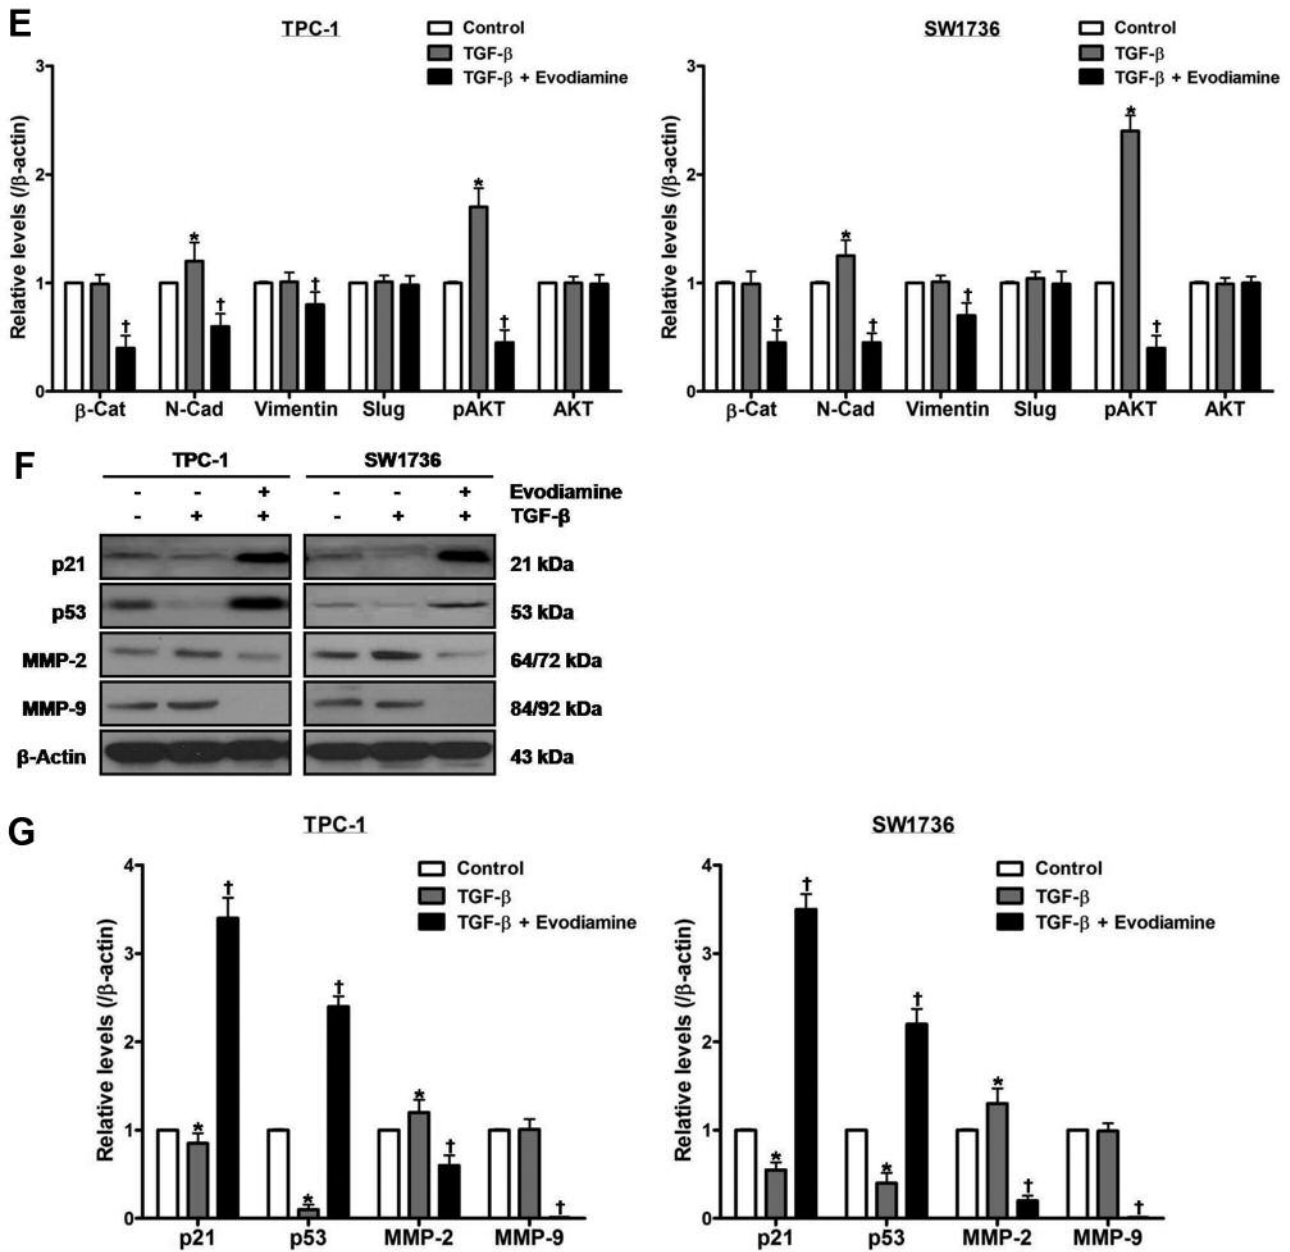 E
TPC-1
Control
TGF-β
TGF-β + Evodiamine
Relative levels (/β-actin)
3
2
1
0
* * † † † †
β-Cat N-Cad Vimentin Slug pAKT AKT
SW1736
Control
TGF-β
TGF-β + Evodiamine
Relative levels (/β-actin)
3
2
1
0
* * † † † †
β-Cat N-Cad Vimentin Slug pAKT AKT
F
TPC-1 SW1736
- - + - - + Evodiamine
- + + - + + TGF-β
p21 21 kDa
p53 53 kDa
MMP-2 64/72 kDa
MMP-9 84/92 kDa
β-Actin 43 kDa
G
TPC-1
Control
TGF-β
TGF-β + Evodiamine
Relative levels (/β-actin)
4
3
2
1
0
* † * † * † †
p21 p53 MMP-2 MMP-9
SW1736
Control
TGF-β
TGF-β + Evodiamine
Relative levels (/β-actin)
4
3
2
1
0
* † * † * † †
p21 p53 MMP-2 MMP-9